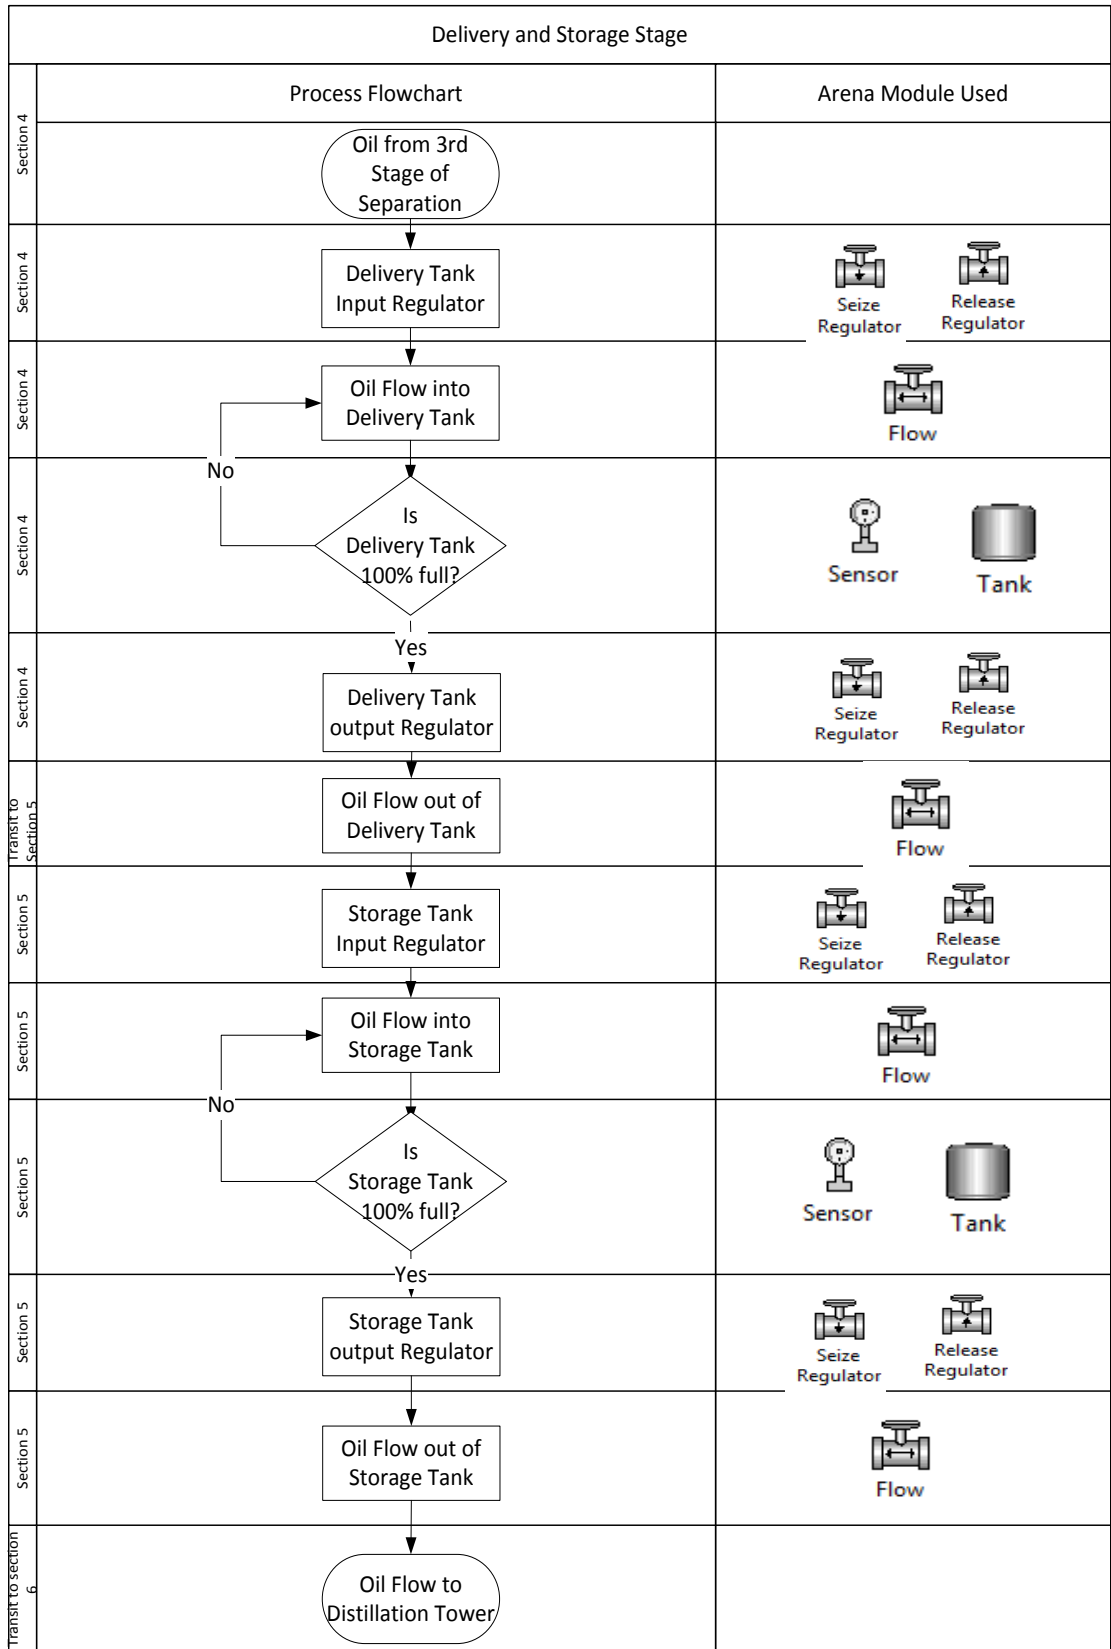 Delivery and Storage Stage
Section 4
Process Flowchart
Arena Module Used
Oil from 3rd
Stage of
Separation
Section 4
Delivery Tank
Input Regulator
Seize
Regulator
Release
Regulator
Section 4
Oil Flow into
Delivery Tank
Flow
No
Section 4
Is
Delivery Tank
100% full?
Sensor
Tank
Yes
Section 4
Delivery Tank
output Regulator
Seize
Regulator
Release
Regulator
Transit to
Section 5
Oil Flow out of
Delivery Tank
Flow
Section 5
Storage Tank
Input Regulator
Seize
Regulator
Release
Regulator
Section 5
Oil Flow into
Storage Tank
Flow
No
Section 5
Is
Storage Tank
100% full?
Sensor
Tank
Yes
Section 5
Storage Tank
output Regulator
Seize
Regulator
Release
Regulator
Section 5
Oil Flow out of
Storage Tank
Flow
Transit to section
6
Oil Flow to
Distillation Tower